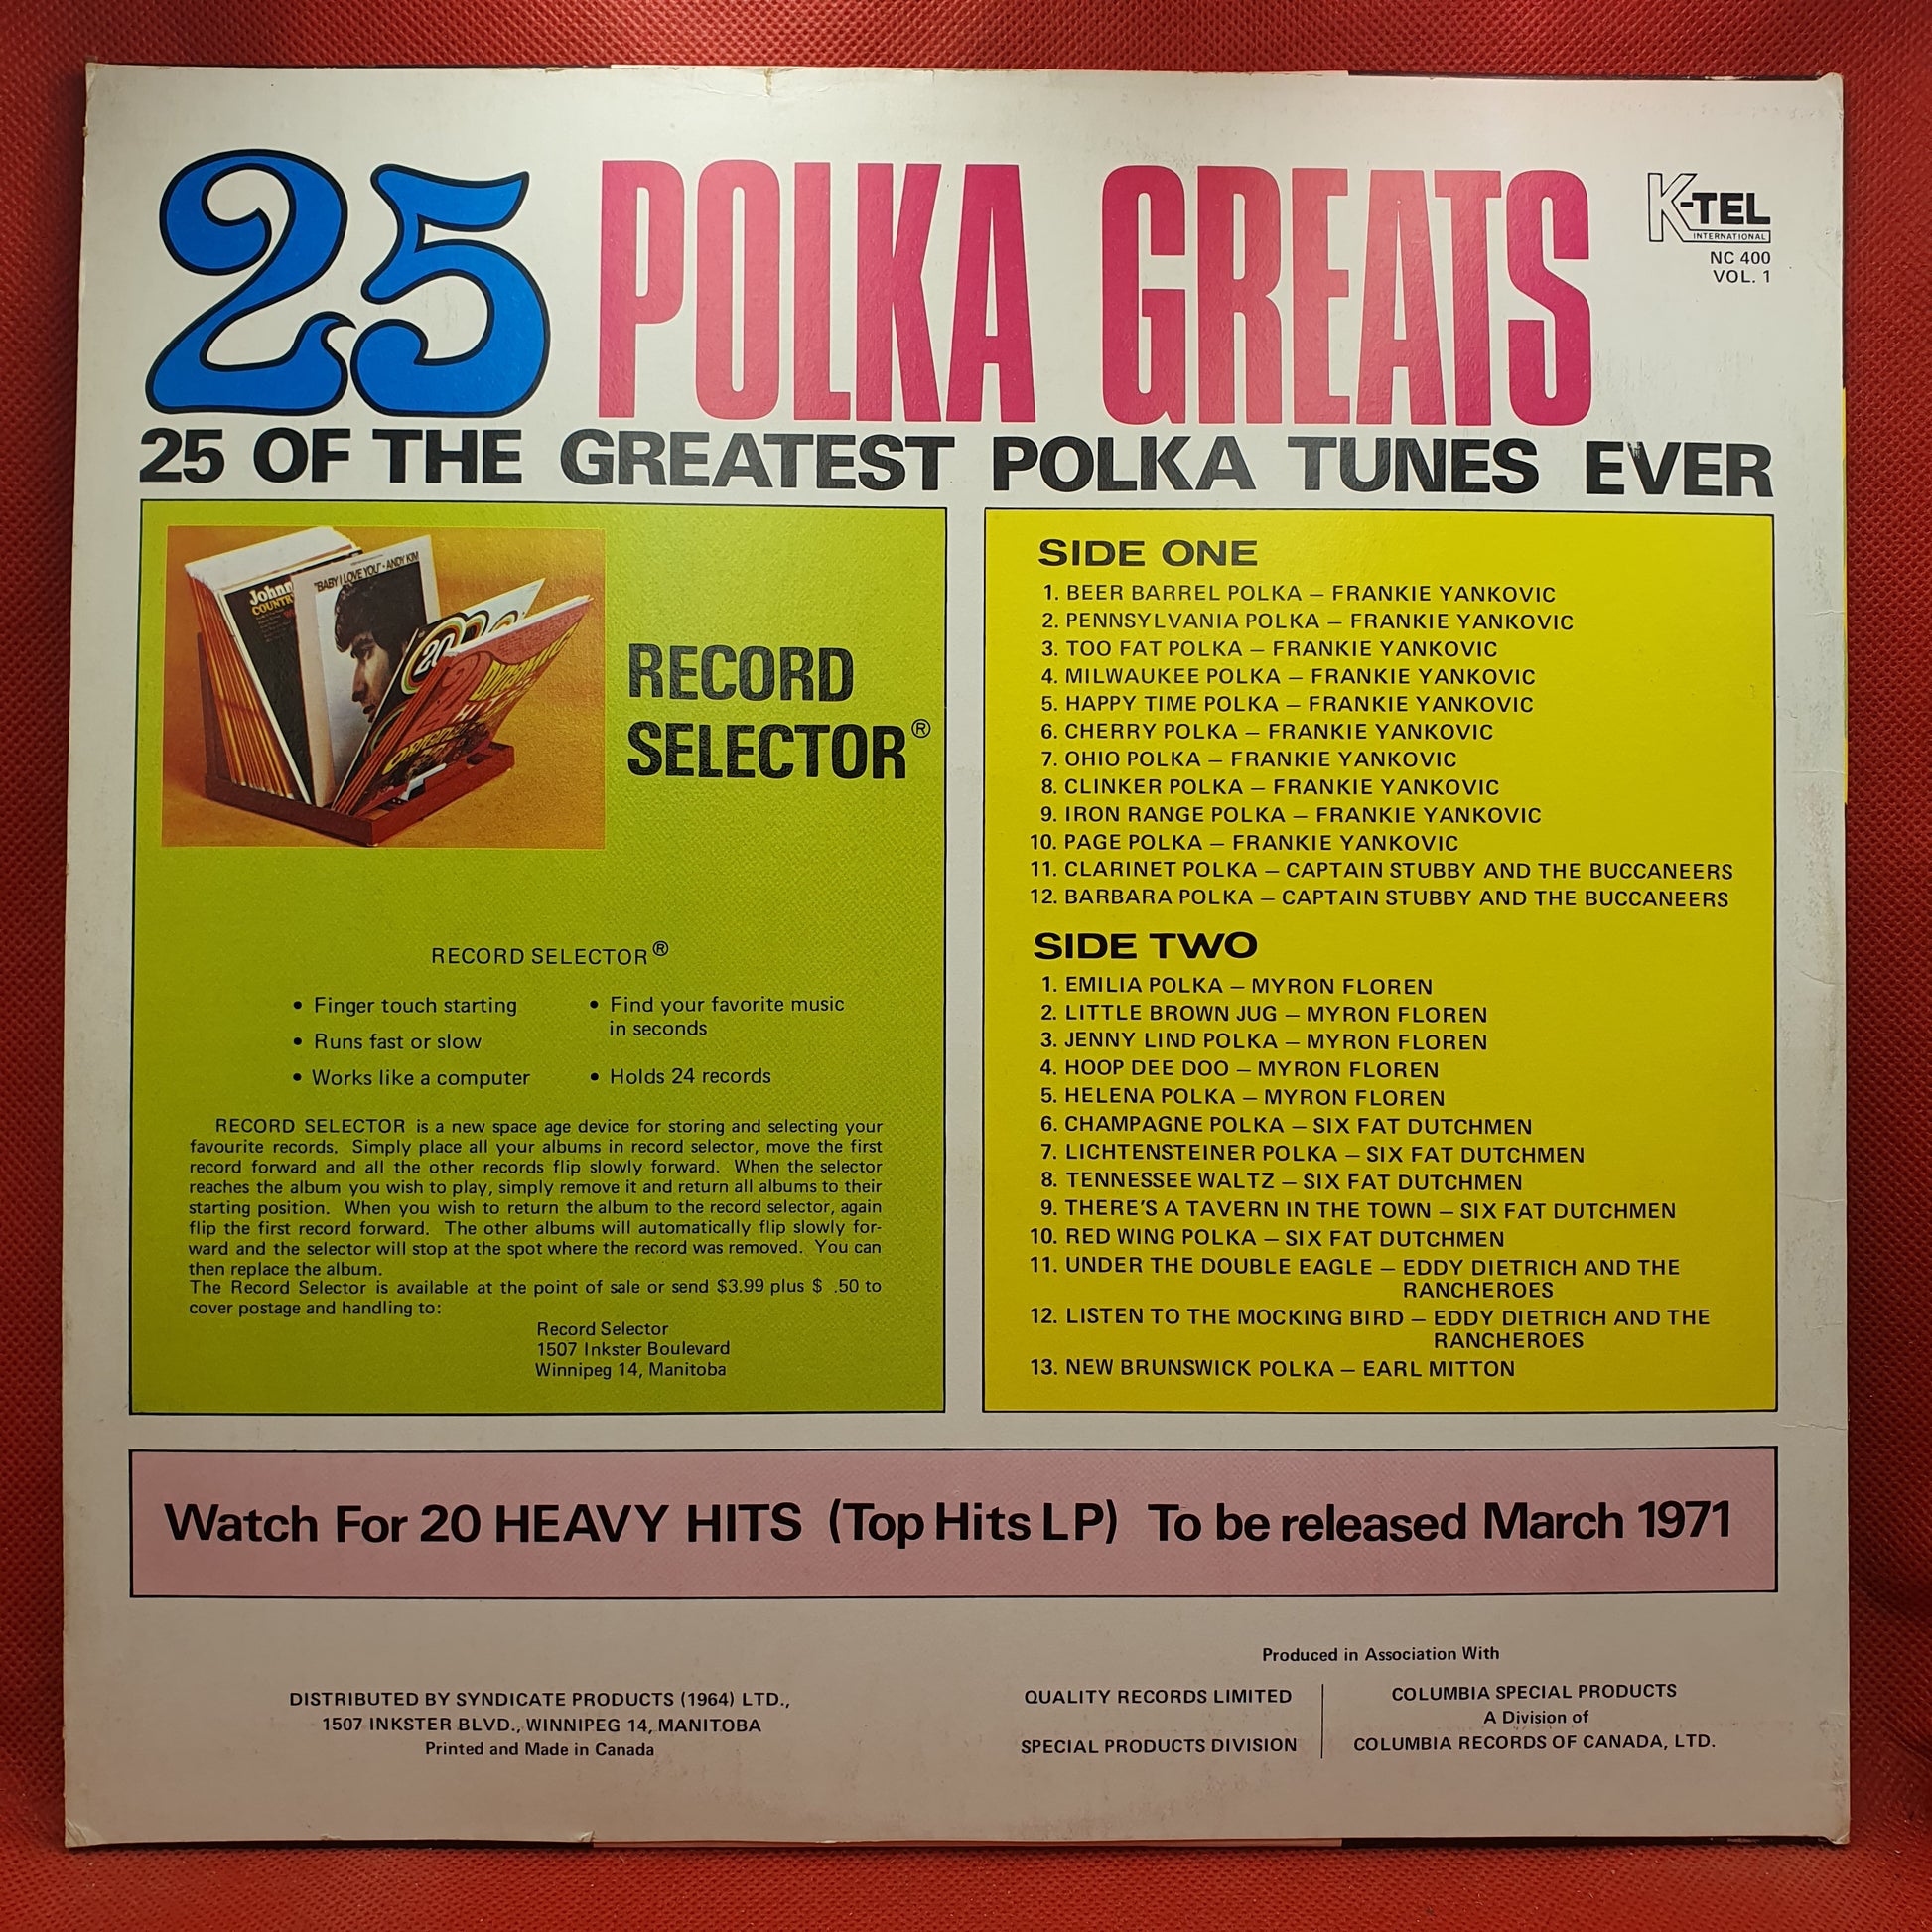 25 POLKA GREATS
K-TEL
INTERNATIONAL
NC 400
VOL. 1
25 OF THE GREATEST POLKA TUNES EVER
Johnn
COUNTR
"BABY I LOVE YOU" - ANDY KIM
20
DYNAMIC
HITS
RECORD
SELECTOR®
RECORD SELECTOR®
• Finger touch starting
• Runs fast or slow
• Works like a computer
• Find your favorite music
in seconds
• Holds 24 records
RECORD SELECTOR is a new space age device for storing and selecting your
favourite records. Simply place all your albums in record selector, move the first
record forward and all the other records flip slowly forward. When the selector
reaches the album you wish to play, simply remove it and return all albums to their
starting position. When you wish to return the album to the record selector, again
flip the first record forward. The other albums will automatically flip slowly for-
ward and the selector will stop at the spot where the record was removed. You can
then replace the album.
The Record Selector is available at the point of sale or send $3.99 plus $ .50 to
cover postage and handling to:
Record Selector
1507 Inkster Boulevard
Winnipeg 14, Manitoba
SIDE ONE
1. BEER BARREL POLKA – FRANKIE YANKOVIC
2. PENNSYLVANIA POLKA – FRANKIE YANKOVIC
3. TOO FAT POLKA – FRANKIE YANKOVIC
4. MILWAUKEE POLKA – FRANKIE YANKOVIC
5. HAPPY TIME POLKA – FRANKIE YANKOVIC
6. CHERRY POLKA – FRANKIE YANKOVIC
7. OHIO POLKA – FRANKIE YANKOVIC
8. CLINKER POLKA – FRANKIE YANKOVIC
9. IRON RANGE POLKA – FRANKIE YANKOVIC
10. PAGE POLKA – FRANKIE YANKOVIC
11. CLARINET POLKA – CAPTAIN STUBBY AND THE BUCCANEERS
12. BARBARA POLKA – CAPTAIN STUBBY AND THE BUCCANEERS
SIDE TWO
1. EMILIA POLKA – MYRON FLOREN
2. LITTLE BROWN JUG – MYRON FLOREN
3. JENNY LIND POLKA – MYRON FLOREN
4. HOOP DEE DOO – MYRON FLOREN
5. HELENA POLKA – MYRON FLOREN
6. CHAMPAGNE POLKA – SIX FAT DUTCHMEN
7. LICHTENSTEINER POLKA – SIX FAT DUTCHMEN
8. TENNESSEE WALTZ – SIX FAT DUTCHMEN
9. THERE'S A TAVERN IN THE TOWN – SIX FAT DUTCHMEN
10. RED WING POLKA – SIX FAT DUTCHMEN
11. UNDER THE DOUBLE EAGLE – EDDY DIETRICH AND THE
RANCHEROES
12. LISTEN TO THE MOCKING BIRD – EDDY DIETRICH AND THE
RANCHEROES
13. NEW BRUNSWICK POLKA – EARL MITTON
Watch For 20 HEAVY HITS (Top Hits LP) To be released March 1971
DISTRIBUTED BY SYNDICATE PRODUCTS (1964) LTD.,
1507 INKSTER BLVD., WINNIPEG 14, MANITOBA
Printed and Made in Canada
Produced in Association With
QUALITY RECORDS LIMITED
SPECIAL PRODUCTS DIVISION
COLUMBIA SPECIAL PRODUCTS
A Division of
COLUMBIA RECORDS OF CANADA, LTD.